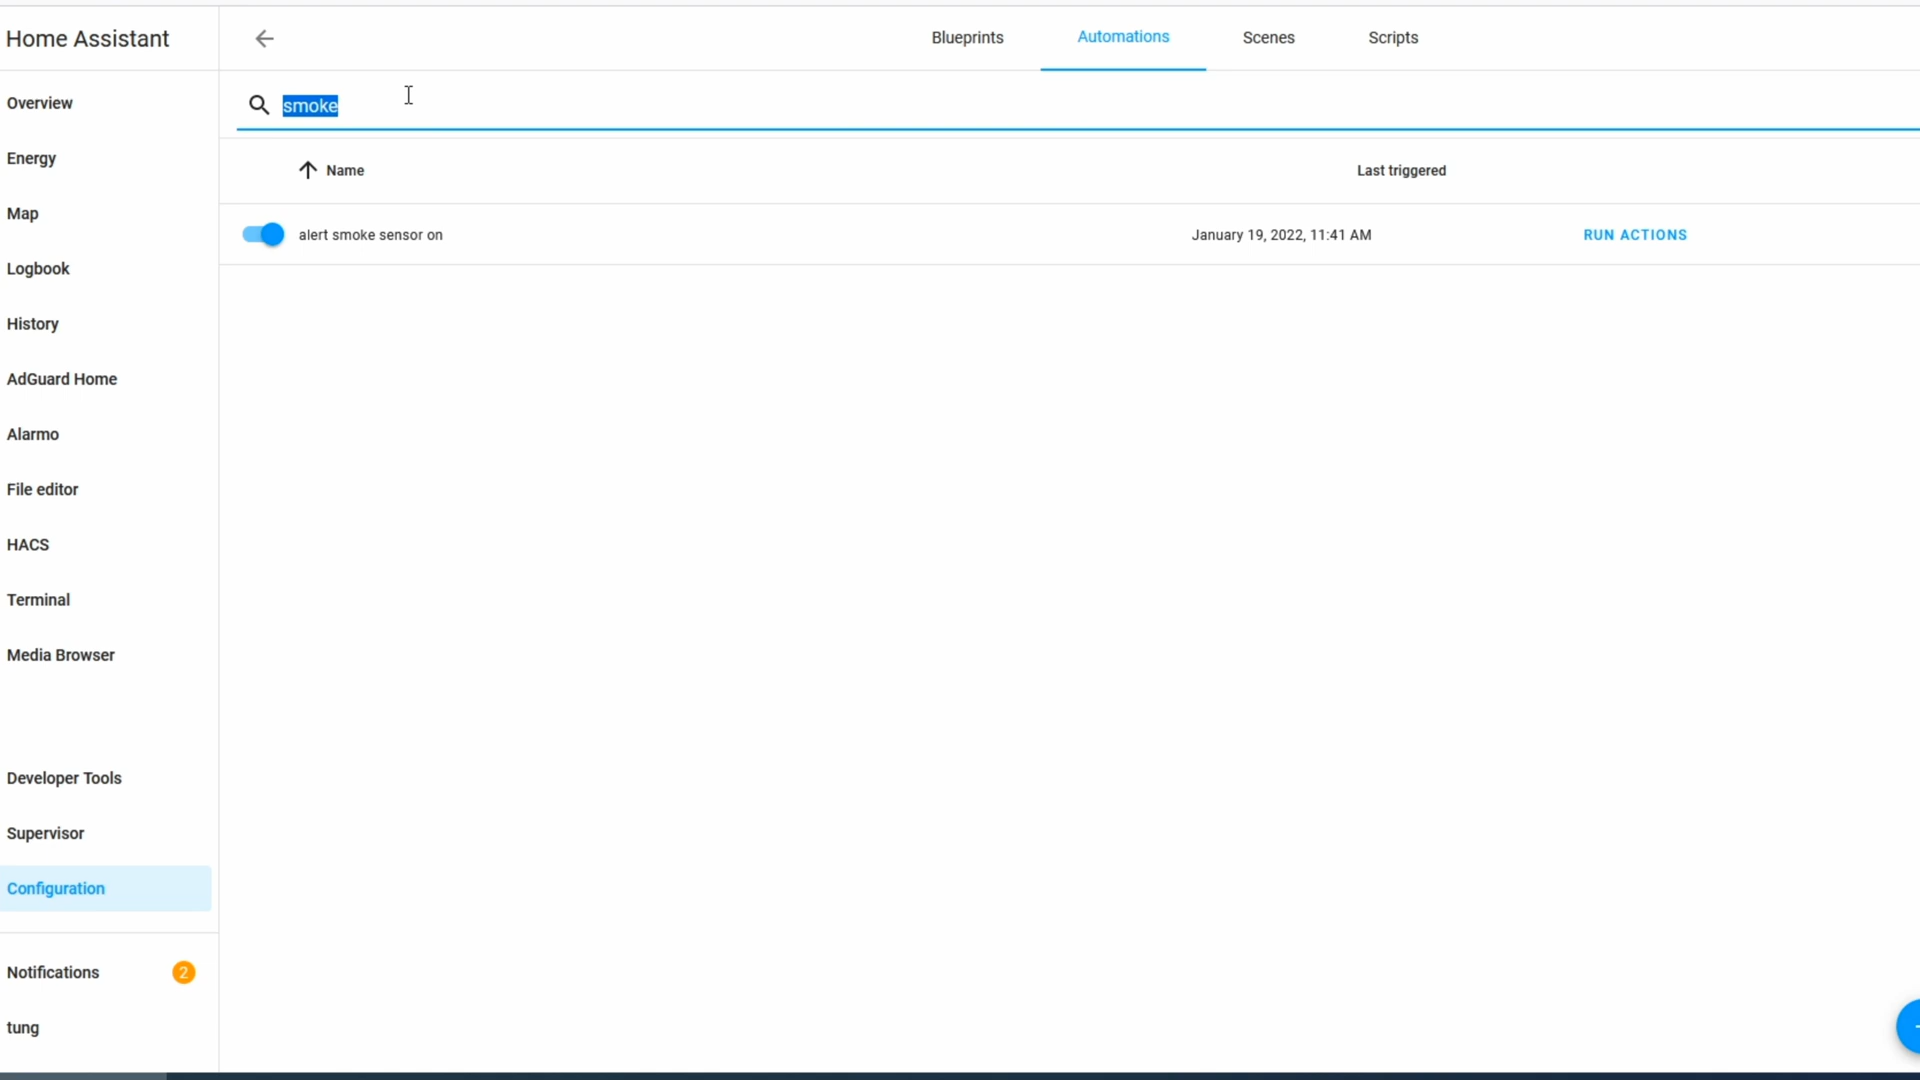 Home Assistant
Blueprints
Automations
Scenes
Scripts
smoke
Name
Last triggered
alert smoke sensor on
January 19, 2022, 11:41 AM
RUN ACTIONS
Overview
Energy
Map
Logbook
History
AdGuard Home
Alarmo
File editor
HACS
Terminal
Media Browser
Developer Tools
Supervisor
Configuration
Notifications
2
tung